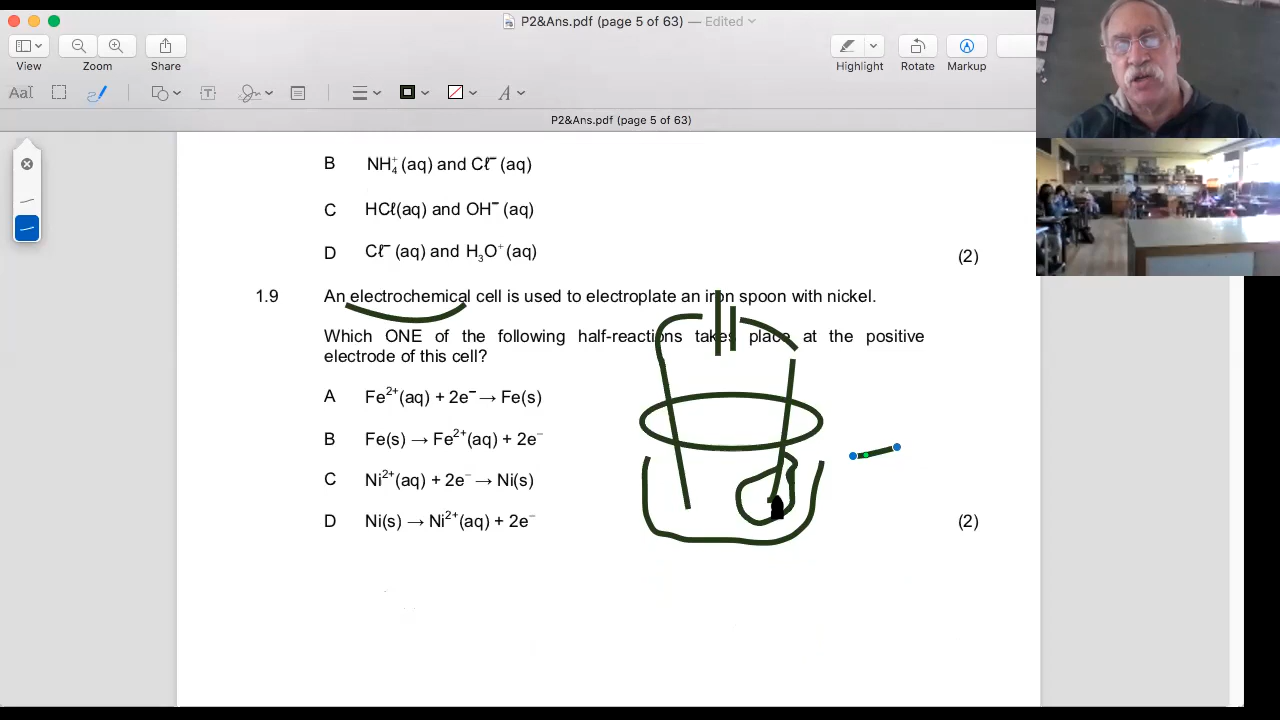 P2&Ans.pdf (page 5 of 63) — Edited
View
Zoom
Share
Highlight
Rotate
Markup
AaI
A
P2&Ans.pdf (page 5 of 63)
B NH₄⁺ (aq) and Cℓ⁻ (aq)
C HCℓ(aq) and OH⁻ (aq)
D Cℓ⁻ (aq) and H₃O⁺(aq)
(2)
1.9 An electrochemical cell is used to electroplate an iron spoon with nickel.
Which ONE of the following half-reactions takes place at the positive
electrode of this cell?
A Fe²⁺(aq) + 2e⁻ → Fe(s)
B Fe(s) → Fe²⁺(aq) + 2e⁻
C Ni²⁺(aq) + 2e⁻ → Ni(s)
D Ni(s) → Ni²⁺(aq) + 2e⁻
(2)